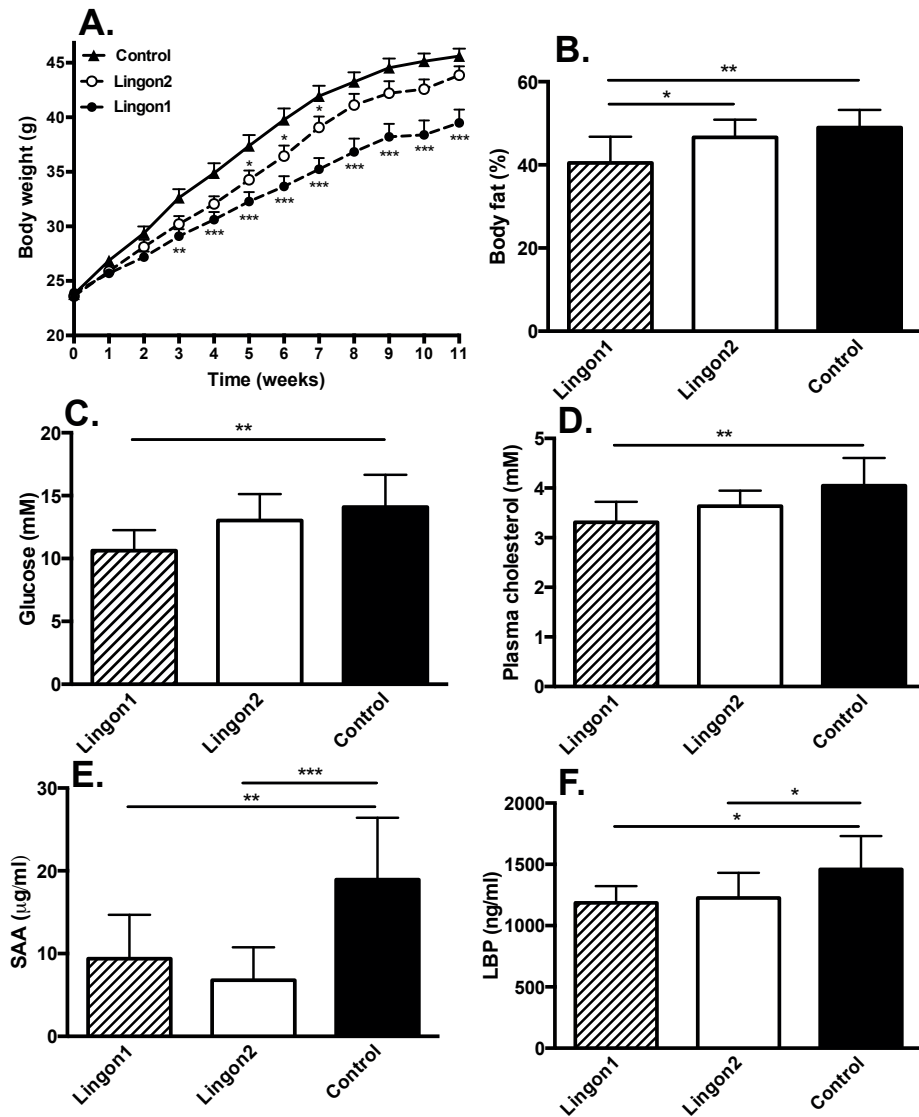 A.
Control
Lingon2
Lingon1
Body weight (g)
45
40
35
30
25
20
* * *
** *** *** *** *** *** *** *** ***
0 1 2 3 4 5 6 7 8 9 10 11
Time (weeks)
B.
**
*
Body fat (%)
60
40
20
0
Lingon1 Lingon2 Control
C.
**
Glucose (mM)
20
15
10
5
0
Lingon1 Lingon2 Control
D.
**
Plasma cholesterol (mM)
5
4
3
2
1
0
Lingon1 Lingon2 Control
E.
***
**
SAA (µg/ml)
30
20
10
0
Lingon1 Lingon2 Control
F.
*
*
LBP (ng/ml)
2000
1500
1000
500
0
Lingon1 Lingon2 Control